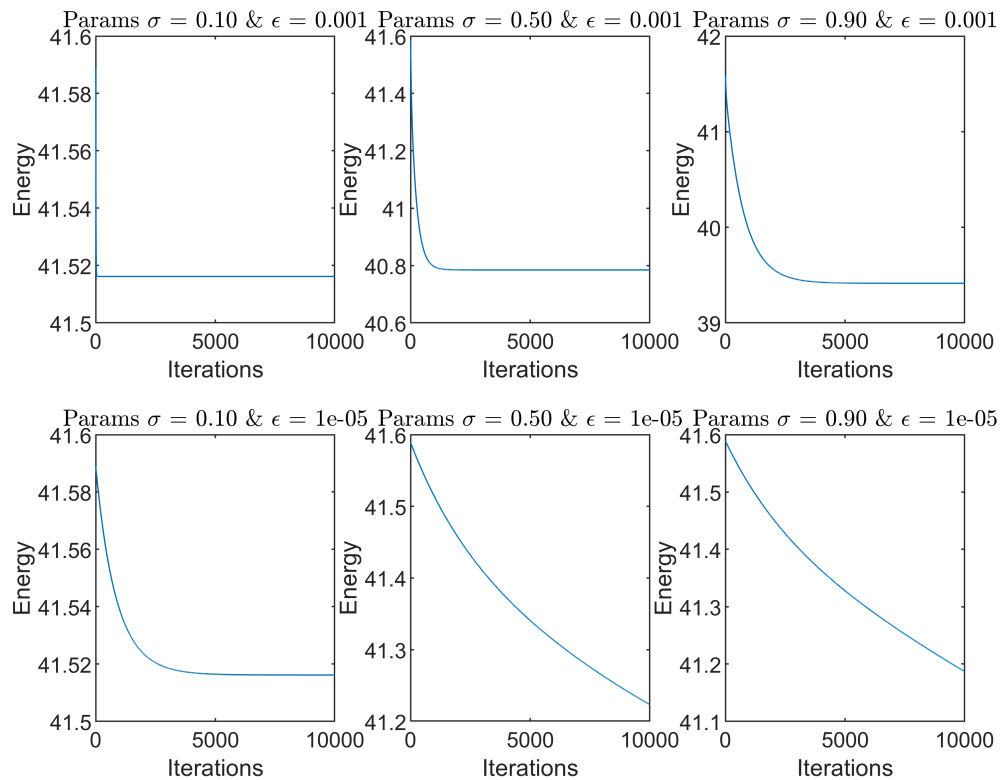 Params σ = 0.10 & ϵ = 0.001
41.6
41.58
41.56
41.54
41.52
41.5
Energy
0
5000
10000
Iterations
Params σ = 0.50 & ϵ = 0.001
41.6
41.4
41.2
41
40.8
40.6
Energy
0
5000
10000
Iterations
Params σ = 0.90 & ϵ = 0.001
42
41
40
39
Energy
0
5000
10000
Iterations
Params σ = 0.10 & ϵ = 1e-05
41.6
41.58
41.56
41.54
41.52
41.5
Energy
0
5000
10000
Iterations
Params σ = 0.50 & ϵ = 1e-05
41.6
41.5
41.4
41.3
41.2
Energy
0
5000
10000
Iterations
Params σ = 0.90 & ϵ = 1e-05
41.6
41.5
41.4
41.3
41.2
41.1
Energy
0
5000
10000
Iterations